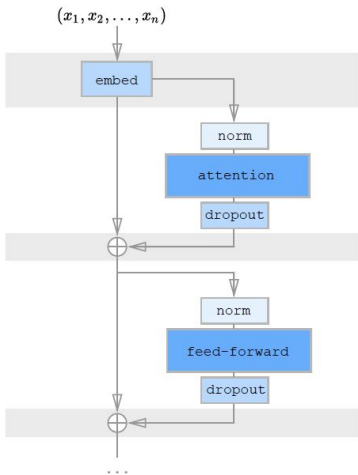 (x₁, x₂, . . . , xₙ)
embed
norm
attention
dropout
norm
feed-forward
dropout
...